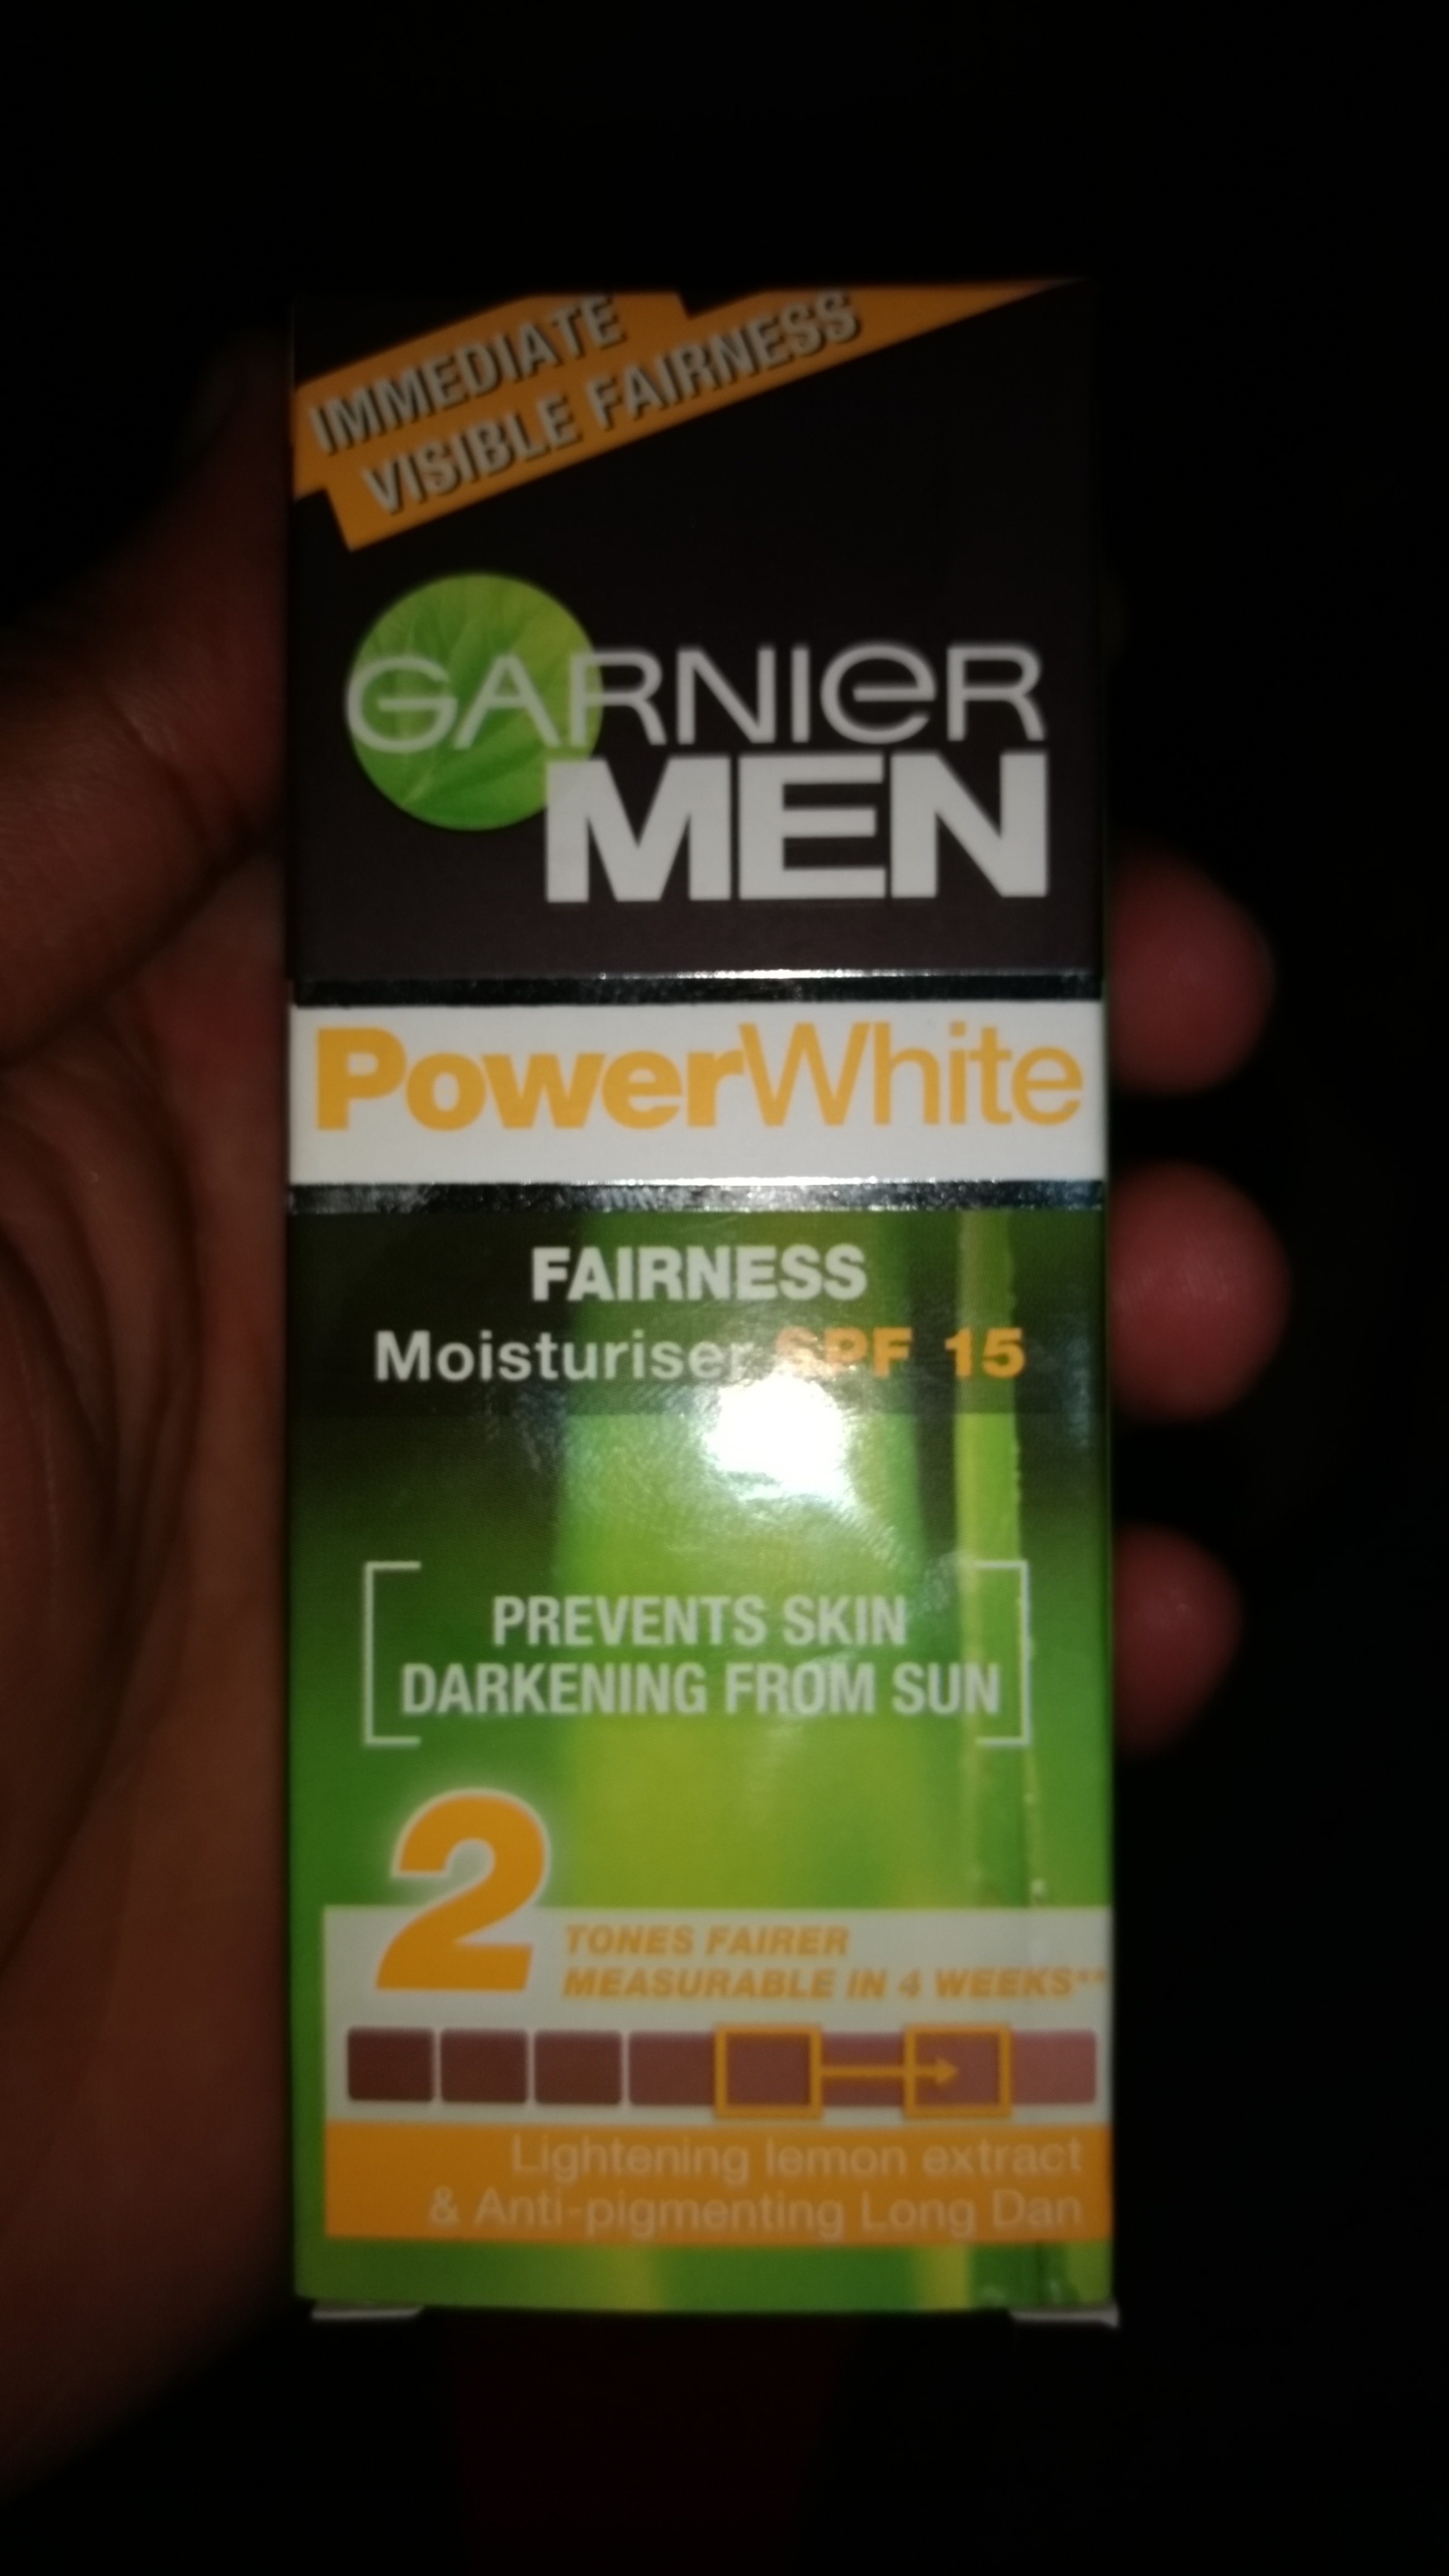 IMMEDIATE
VISIBLE FAIRNESS
GARNIER
MEN
PowerWhite
FAIRNESS
Moisturiser SPF 15
PREVENTS SKIN
DARKENING FROM SUN
2
TONES FAIRER
MEASURABLE IN 4 WEEKS**
Lightening lemon extract
& Anti-pigmenting Long Dan